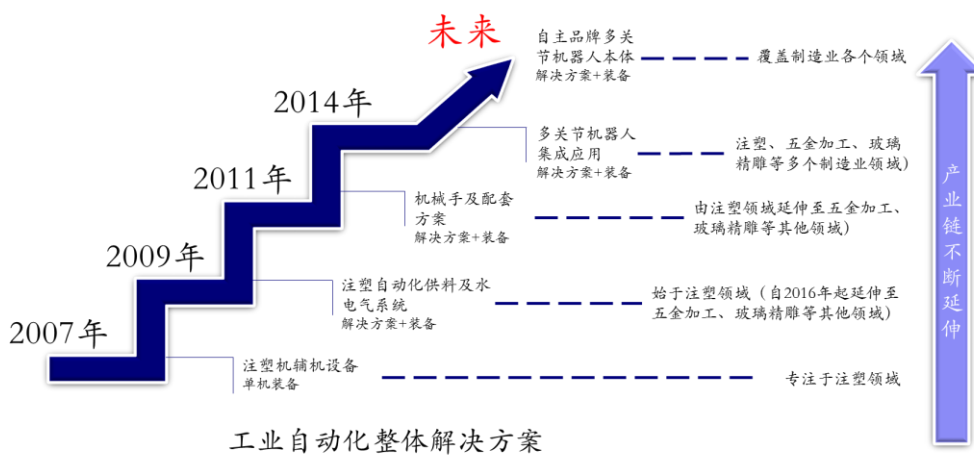 未来
自主品牌多关
节机器人本体
解决方案+装备
覆盖制造业各个领域
2014年
多关节机器人
集成应用
解决方案+装备
注塑、五金加工、玻璃
精雕等多个制造业领域）
2011年
机械手及配套
方案
解决方案+装备
由注塑领域延伸至五金加工、
玻璃精雕等其他领域）
2009年
注塑自动化供料及水
电气系统
解决方案+装备
始于注塑领域（自2016年起延伸至
五金加工、玻璃精雕等其他领域）
2007年
注塑机辅机设备
单机装备
专注于注塑领域
产业链不断延伸
工业自动化整体解决方案